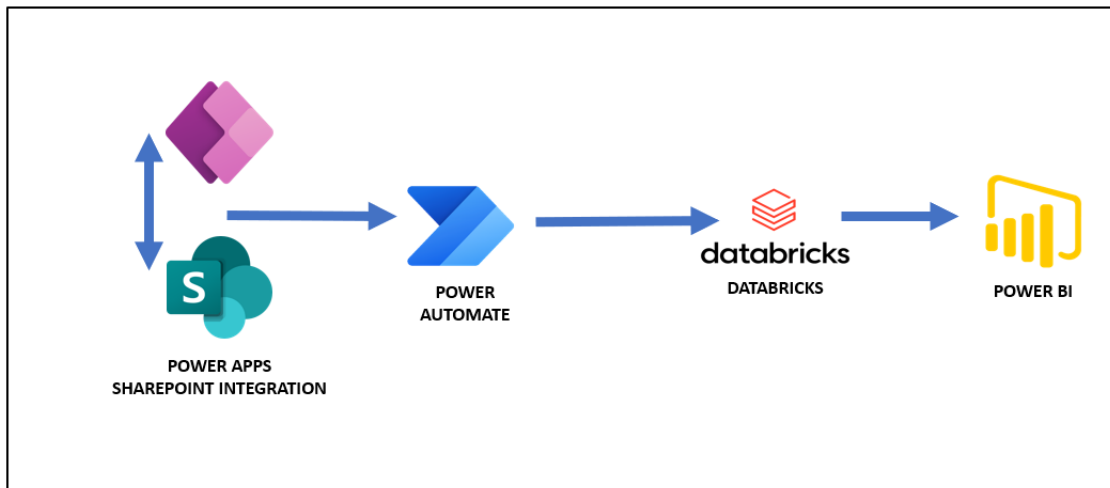 S
POWER APPS
SHAREPOINT INTEGRATION
POWER
AUTOMATE
databricks
DATABRICKS
POWER BI